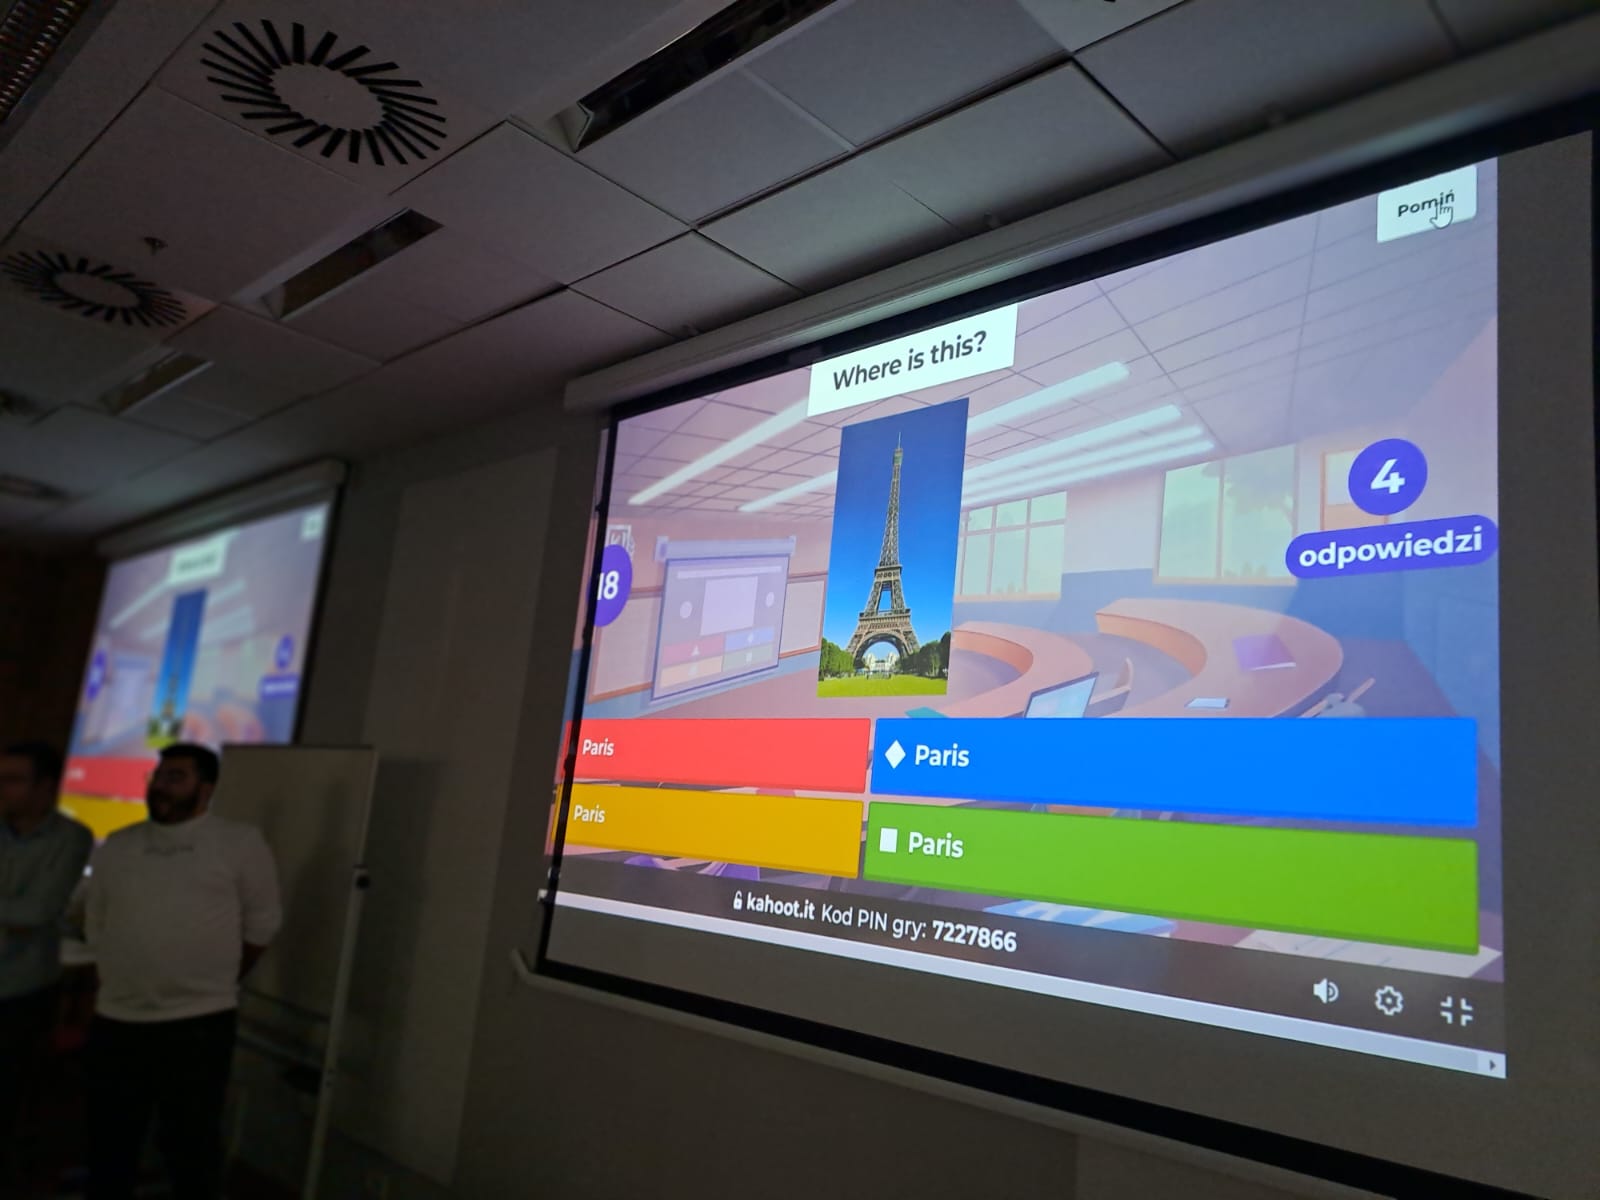 Pomiń
Where is this?
4
odpowiedzi
18
Paris
Paris
Paris
Paris
kahoot.it Kod PIN gry: 7227866